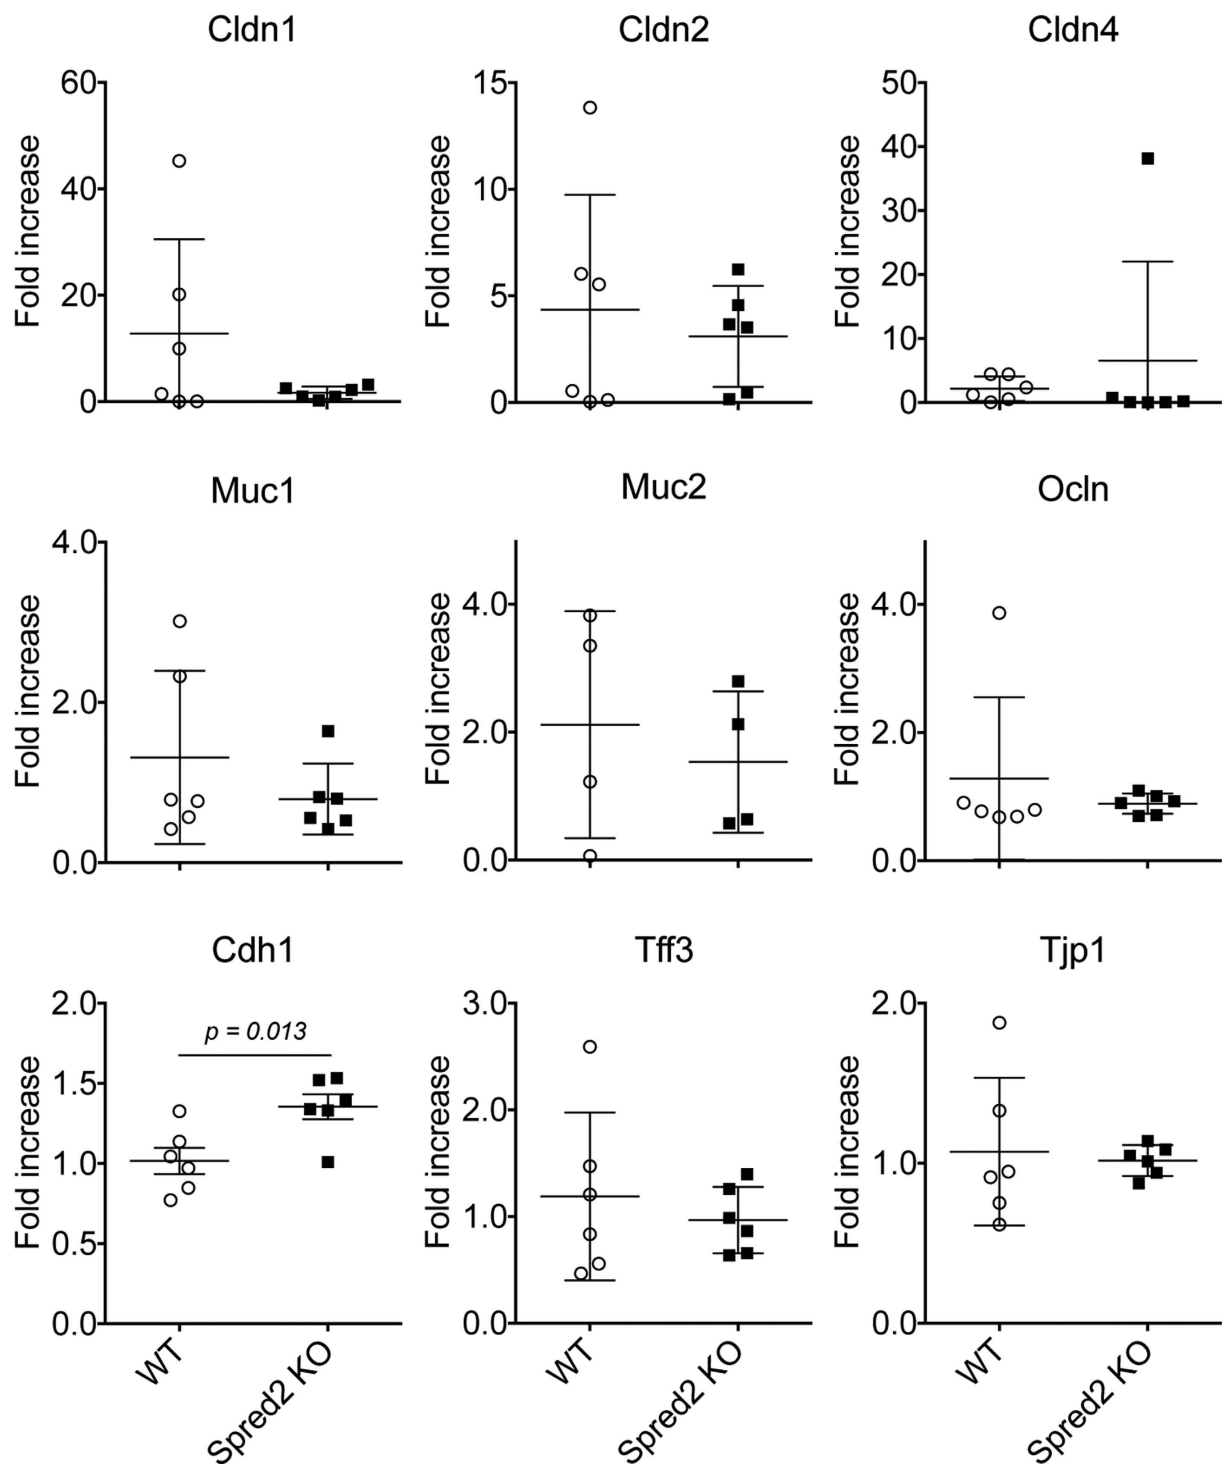 Cldn1
Cldn2
Cldn4
Fold increase
60
40
20
0
Fold increase
15
10
5
0
Fold increase
50
40
30
20
10
0
Muc1
Muc2
Ocln
Fold increase
4.0
2.0
0.0
Fold increase
4.0
2.0
0.0
Fold increase
4.0
2.0
0.0
Cdh1
Tff3
Tjp1
Fold increase
2.0
1.5
1.0
0.5
0.0
p = 0.013
Fold increase
3.0
2.0
1.0
0.0
Fold increase
2.0
1.0
0.0
WT
Spred2 KO
WT
Spred2 KO
WT
Spred2 KO